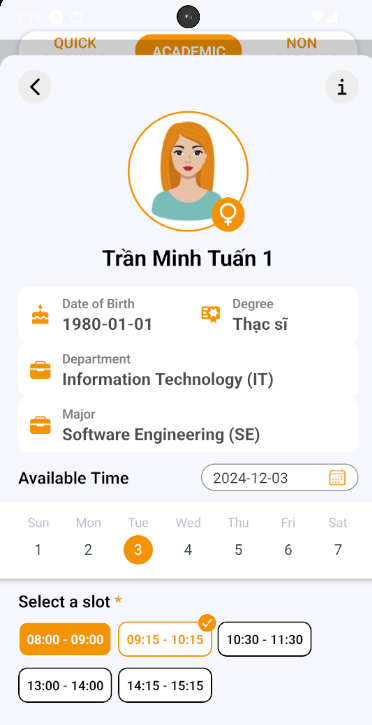 3:16
QUICK
ACADEMIC
NON
Trần Minh Tuấn 1
Date of Birth
1980-01-01
Degree
Thạc sĩ
Department
Information Technology (IT)
Major
Software Engineering (SE)
Available Time
2024-12-03
Sun Mon Tue Wed Thu Fri Sat
1 2 3 4 5 6 7
Select a slot *
08:00 - 09:00 09:15 - 10:15 10:30 - 11:30
13:00 - 14:00 14:15 - 15:15